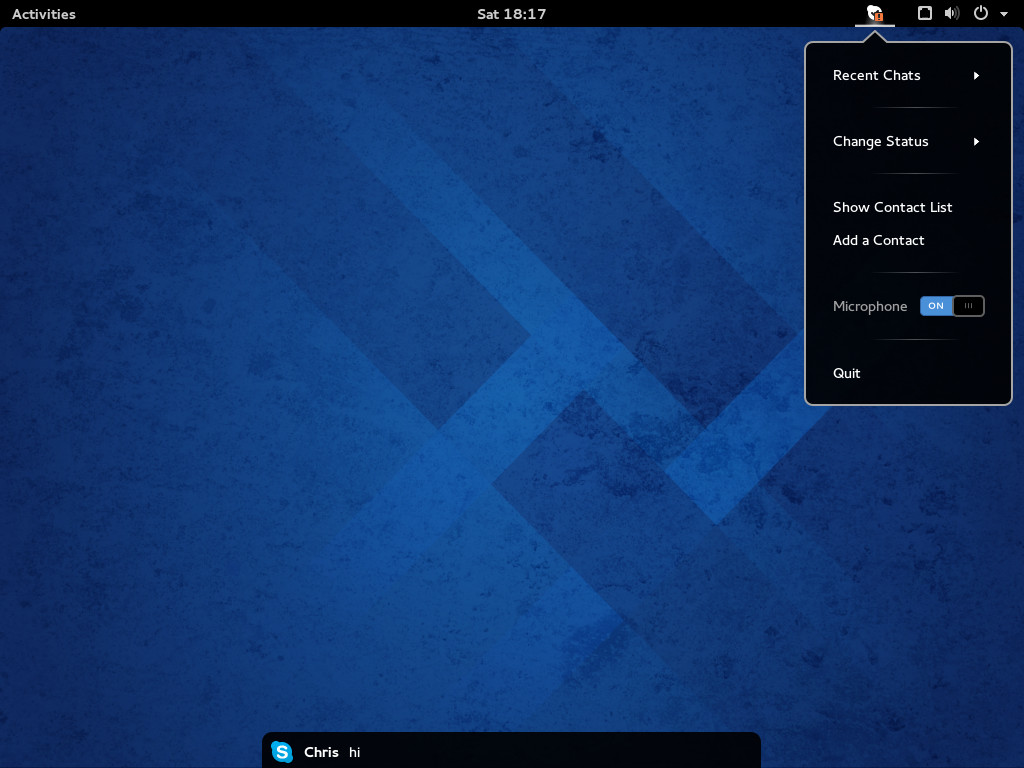 Activities
Sat 18:17
Recent Chats
Change Status
Show Contact List
Add a Contact
Microphone ON
Quit
S Chris hi